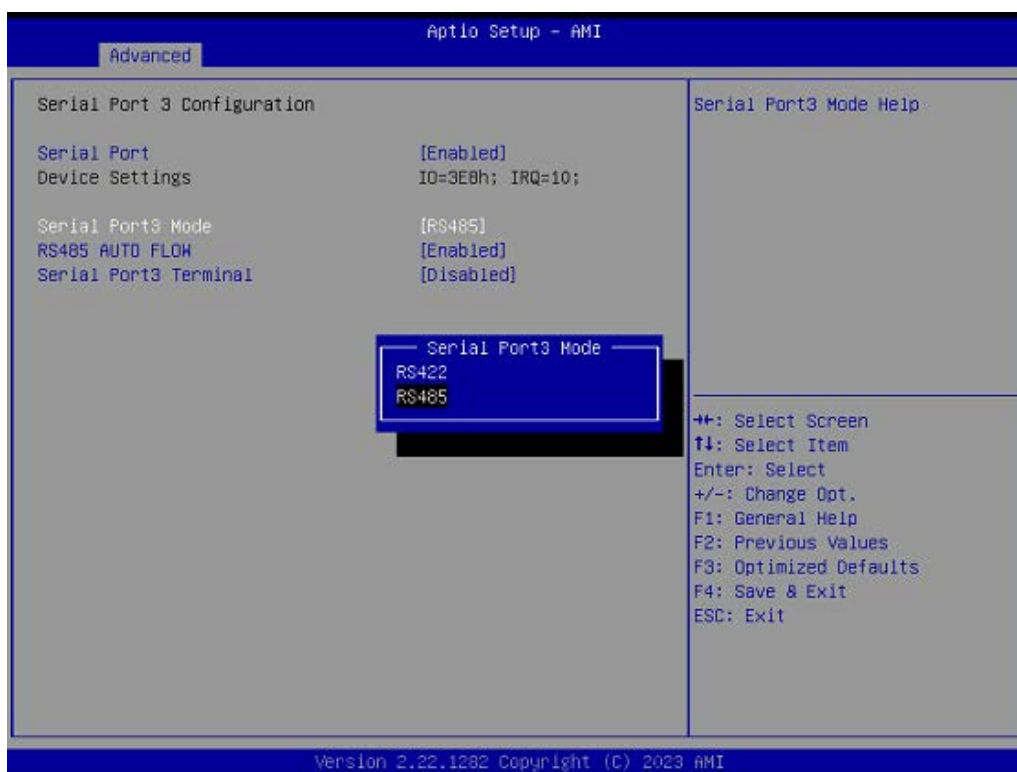 Aptio Setup - AMI
Advanced
Serial Port 3 Configuration
Serial Port [Enabled]
Device Settings IO=3E8h; IRQ=10;
Serial Port3 Mode [RS485]
RS485 AUTO FLOW [Enabled]
Serial Port3 Terminal [Disabled]
Serial Port3 Mode
RS422
RS485
Serial Port3 Mode Help
→←: Select Screen
↑↓: Select Item
Enter: Select
+/-: Change Opt.
F1: General Help
F2: Previous Values
F3: Optimized Defaults
F4: Save & Exit
ESC: Exit
Version 2.22.1282 Copyright (C) 2023 AMI